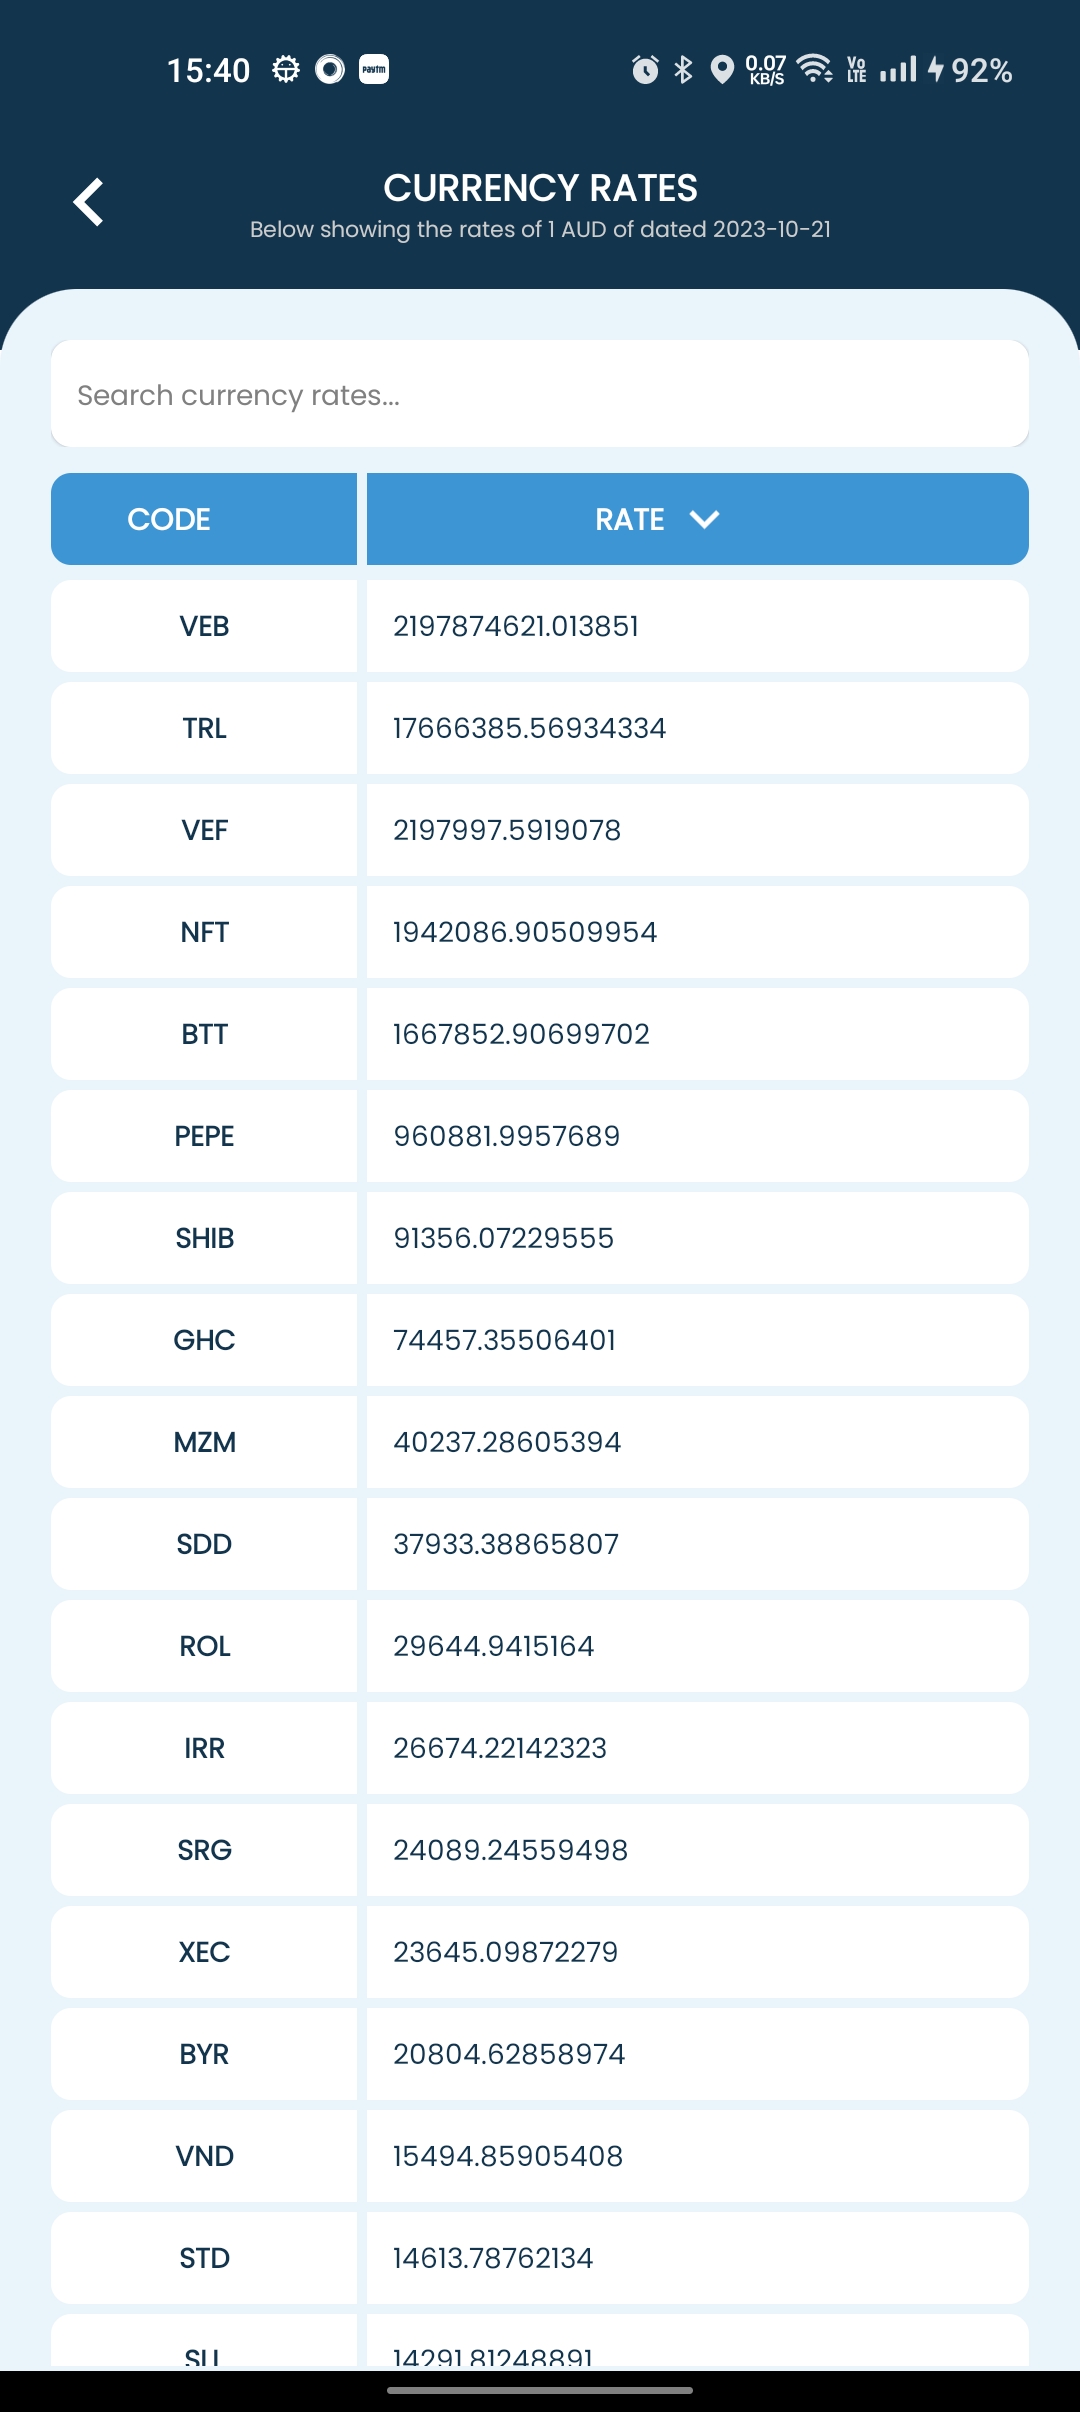 15:40 paytm 0.07 KB/S Vo LTE 92%
CURRENCY RATES
Below showing the rates of 1 AUD of dated 2023-10-21
Search currency rates...
CODE RATE
VEB 2197874621.013851
TRL 17666385.56934334
VEF 2197997.5919078
NFT 1942086.90509954
BTT 1667852.90699702
PEPE 960881.9957689
SHIB 91356.07229555
GHC 74457.35506401
MZM 40237.28605394
SDD 37933.38865807
ROL 29644.9415164
IRR 26674.22142323
SRG 24089.24559498
XEC 23645.09872279
BYR 20804.62858974
VND 15494.85905408
STD 14613.78762134
14291.81248891